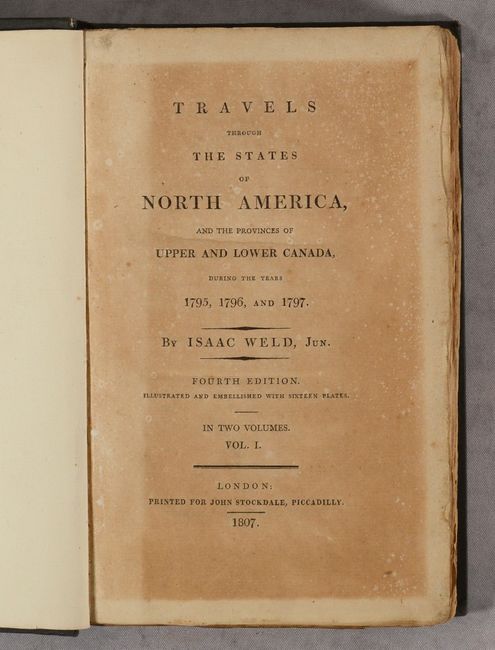 TRAVELS
THROUGH
THE STATES
OF
NORTH AMERICA,
AND THE PROVINCES OF
UPPER AND LOWER CANADA,
DURING THE YEARS
1795, 1796, AND 1797.
BY ISAAC WELD, JUN.
FOURTH EDITION.
ILLUSTRATED AND EMBELLISHED WITH SIXTEEN PLATES.
IN TWO VOLUMES.
VOL. I.
LONDON:
PRINTED FOR JOHN STOCKDALE, PICCADILLY.
1807.